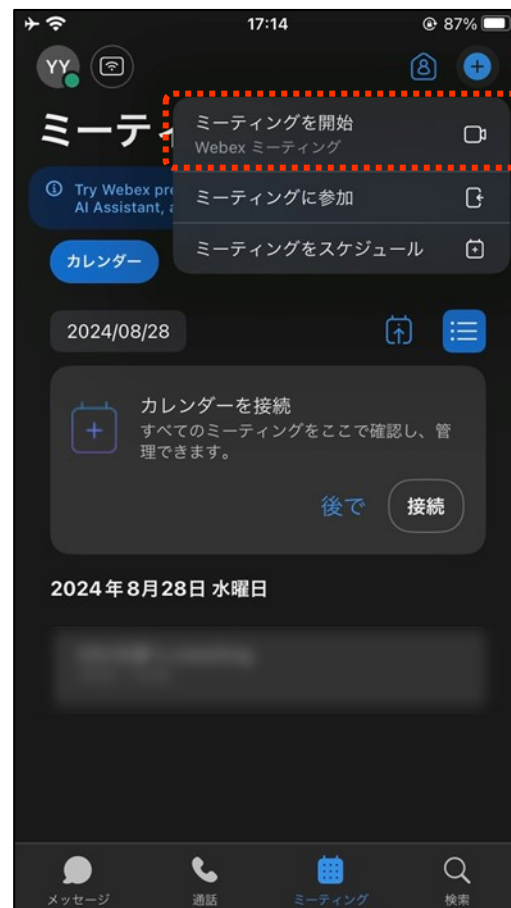 17:14
87%
YY
ミーティ
ミーティングを開始
Webex ミーティング
Try Webex pre
AI Assistant, a
ミーティングに参加
カレンダー
ミーティングをスケジュール
2024/08/28
カレンダーを接続
すべてのミーティングをここで確認し、管
理できます。
後で
接続
2024年8月28日 水曜日
メッセージ
通話
ミーティング
検索